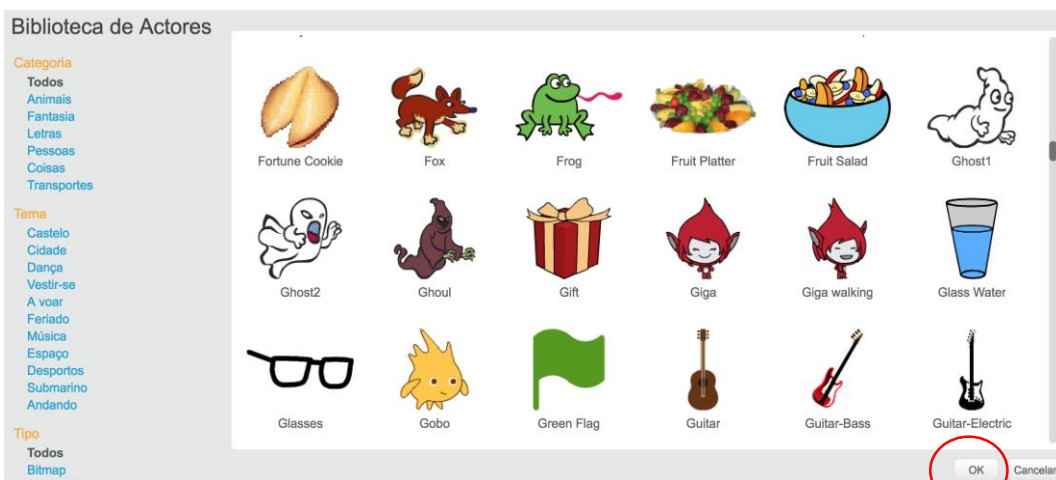 Biblioteca de Actores
Categoria
Todos
Animais
Fantasia
Letras
Pessoas
Coisas
Transportes
Tema
Castelo
Cidade
Dança
Vestir-se
A voar
Feriado
Música
Espaço
Desportos
Submarino
Andando
Tipo
Todos
Bitmap
Fortune Cookie Fox Frog Fruit Platter Fruit Salad Ghost1
Ghost2 Ghoul Gift Giga Giga walking Glass Water
Glasses Gobo Green Flag Guitar Guitar-Bass Guitar-Electric
OK Cancelar